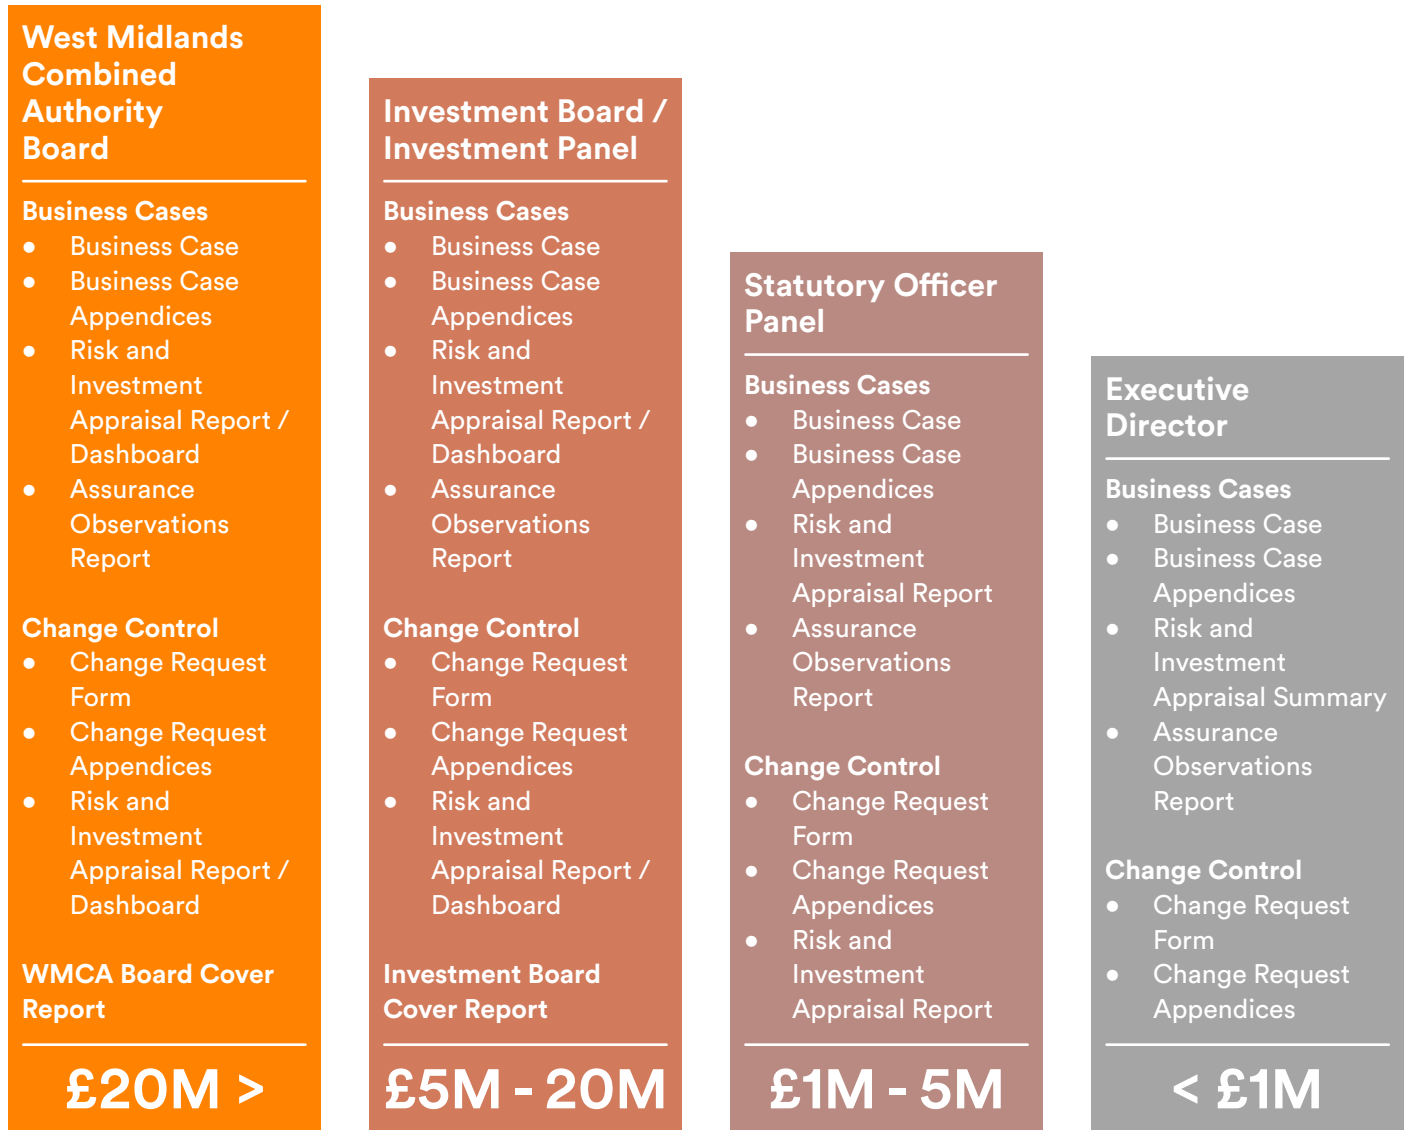 West Midlands
Combined
Authority
Board
Business Cases
● Business Case
● Business Case
Appendices
● Risk and
Investment
Appraisal Report /
Dashboard
● Assurance
Observations
Report
Change Control
● Change Request
Form
● Change Request
Appendices
● Risk and
Investment
Appraisal Report /
Dashboard
WMCA Board Cover
Report
£20M >
Investment Board /
Investment Panel
Business Cases
● Business Case
● Business Case
Appendices
● Risk and
Investment
Appraisal Report /
Dashboard
● Assurance
Observations
Report
Change Control
● Change Request
Form
● Change Request
Appendices
● Risk and
Investment
Appraisal Report /
Dashboard
Investment Board
Cover Report
£5M - 20M
Statutory Officer
Panel
Business Cases
● Business Case
● Business Case
Appendices
● Risk and
Investment
Appraisal Report
● Assurance
Observations
Report
Change Control
● Change Request
Form
● Change Request
Appendices
● Risk and
Investment
Appraisal Report
£1M - 5M
Executive
Director
Business Cases
● Business Case
● Business Case
Appendices
● Risk and
Investment
Appraisal Summary
● Assurance
Observations
Report
Change Control
● Change Request
Form
● Change Request
Appendices
< £1M